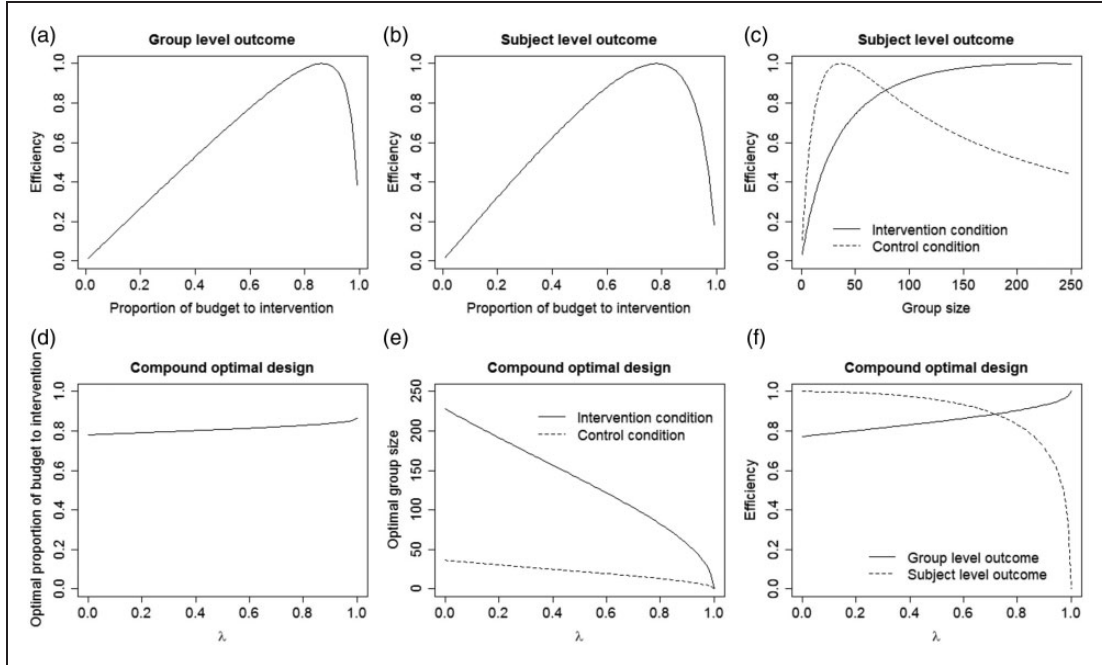 (a)
Group level outcome
Efficiency
0.0 0.2 0.4 0.6 0.8 1.0
0.0 0.2 0.4 0.6 0.8 1.0
Proportion of budget to intervention
(b)
Subject level outcome
Efficiency
0.0 0.2 0.4 0.6 0.8 1.0
0.0 0.2 0.4 0.6 0.8 1.0
Proportion of budget to intervention
(c)
Subject level outcome
Efficiency
0.0 0.2 0.4 0.6 0.8 1.0
Intervention condition
Control condition
0 50 100 150 200 250
Group size
(d)
Compound optimal design
Optimal proportion of budget to intervention
0.0 0.2 0.4 0.6 0.8 1.0
0.0 0.2 0.4 0.6 0.8 1.0
λ
(e)
Compound optimal design
Optimal group size
0 50 100 150 200 250
Intervention condition
Control condition
0.0 0.2 0.4 0.6 0.8 1.0
λ
(f)
Compound optimal design
Efficiency
0.0 0.2 0.4 0.6 0.8 1.0
Group level outcome
Subject level outcome
0.0 0.2 0.4 0.6 0.8 1.0
λ